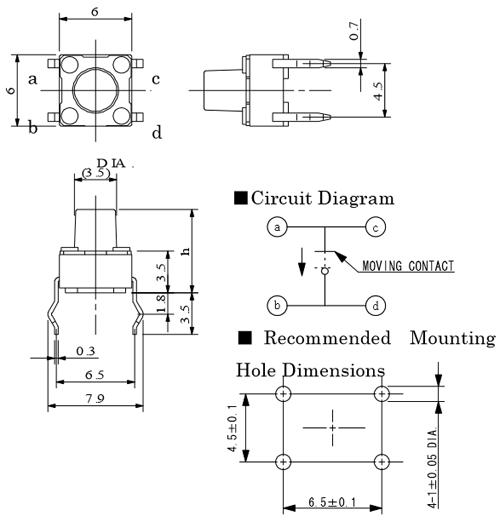 6
a
c
6
b
d
0.7
4.5
DIA.
(3.5)
h
3.5
1.8
3.5
0.3
6.5
7.9
■Circuit Diagram
a
c
MOVING CONTACT
b
d
■ Recommended Mounting
Hole Dimensions
4.5±0.1
6.5±0.1
4-1±0.05 DIA.